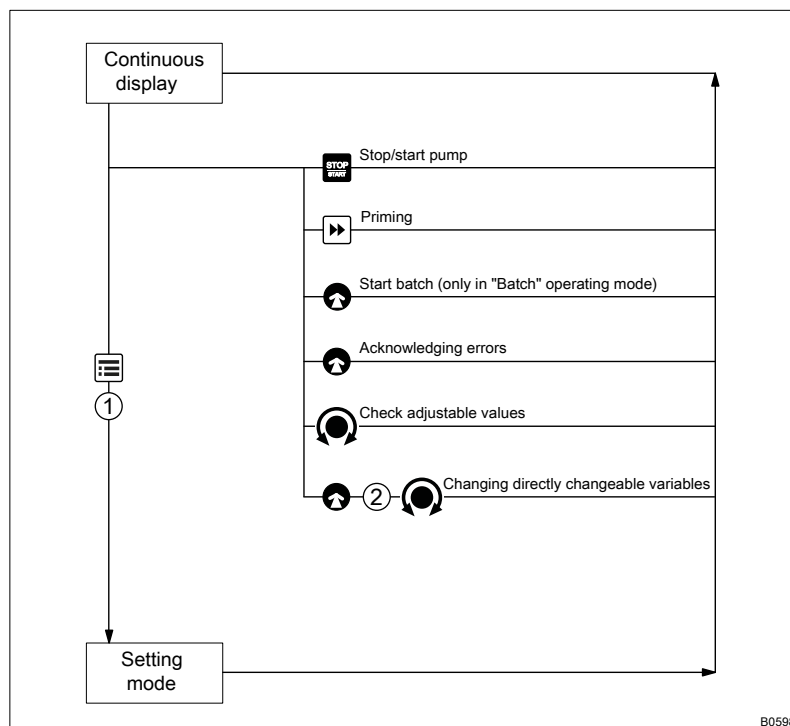 Continuous
display
STOP
START
Stop/start pump
Priming
Start batch (only in "Batch" operating mode)
Acknowledging errors
1
Check adjustable values
2
Changing directly changeable variables
Setting
mode